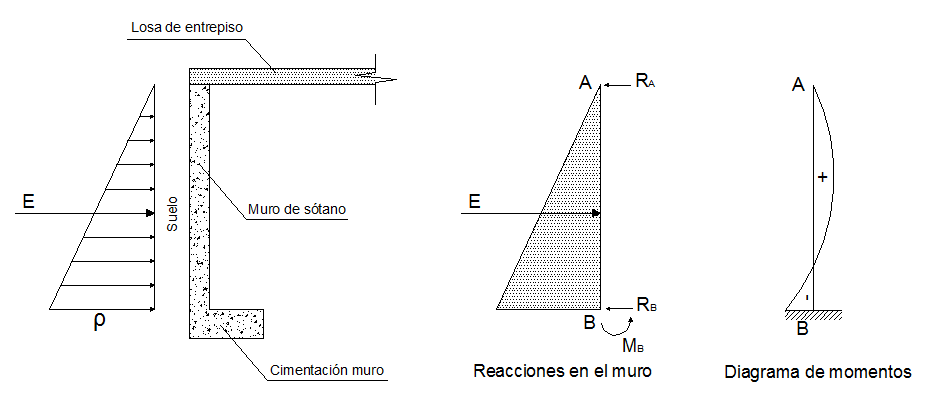 Losa de entrepiso
E
Suelo
Muro de sótano
ρ
Cimentación muro
A
RA
E
RB
B
MB
Reacciones en el muro
A
+
-
B
Diagrama de momentos